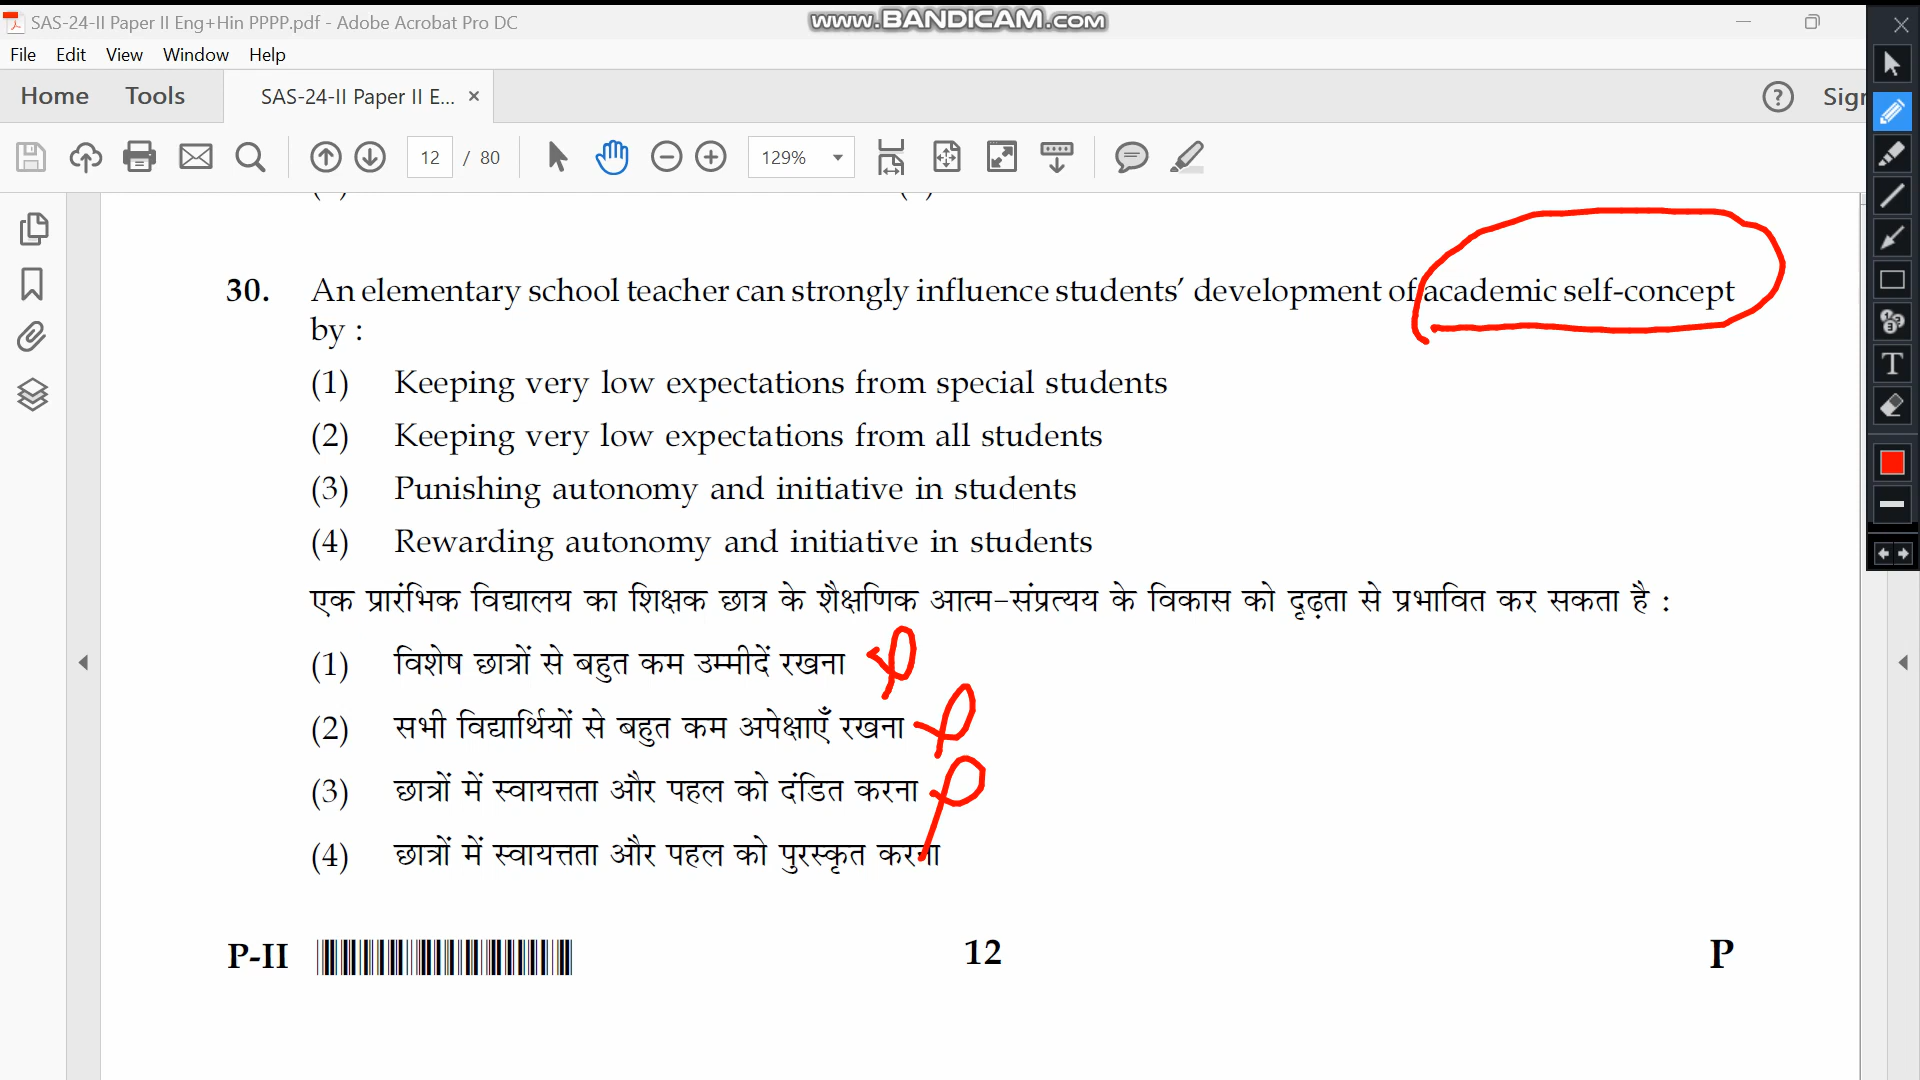 SAS-24-II Paper II Eng+Hin PPPP.pdf - Adobe Acrobat Pro DC
www.BANDICAM.com
File Edit View Window Help
Home Tools SAS-24-II Paper II E... × Sign
12 / 80 129%
30. An elementary school teacher can strongly influence students' development of academic self-concept
by :
(1) Keeping very low expectations from special students
(2) Keeping very low expectations from all students
(3) Punishing autonomy and initiative in students
(4) Rewarding autonomy and initiative in students
एक प्रारंभिक विद्यालय का शिक्षक छात्र के शैक्षणिक आत्म-संप्रत्यय के विकास को दृढ़ता से प्रभावित कर सकता है :
(1) विशेष छात्रों से बहुत कम उम्मीदें रखना
(2) सभी विद्यार्थियों से बहुत कम अपेक्षाएँ रखना
(3) छात्रों में स्वायत्तता और पहल को दंडित करना
(4) छात्रों में स्वायत्तता और पहल को पुरस्कृत करना
P-II 12 P